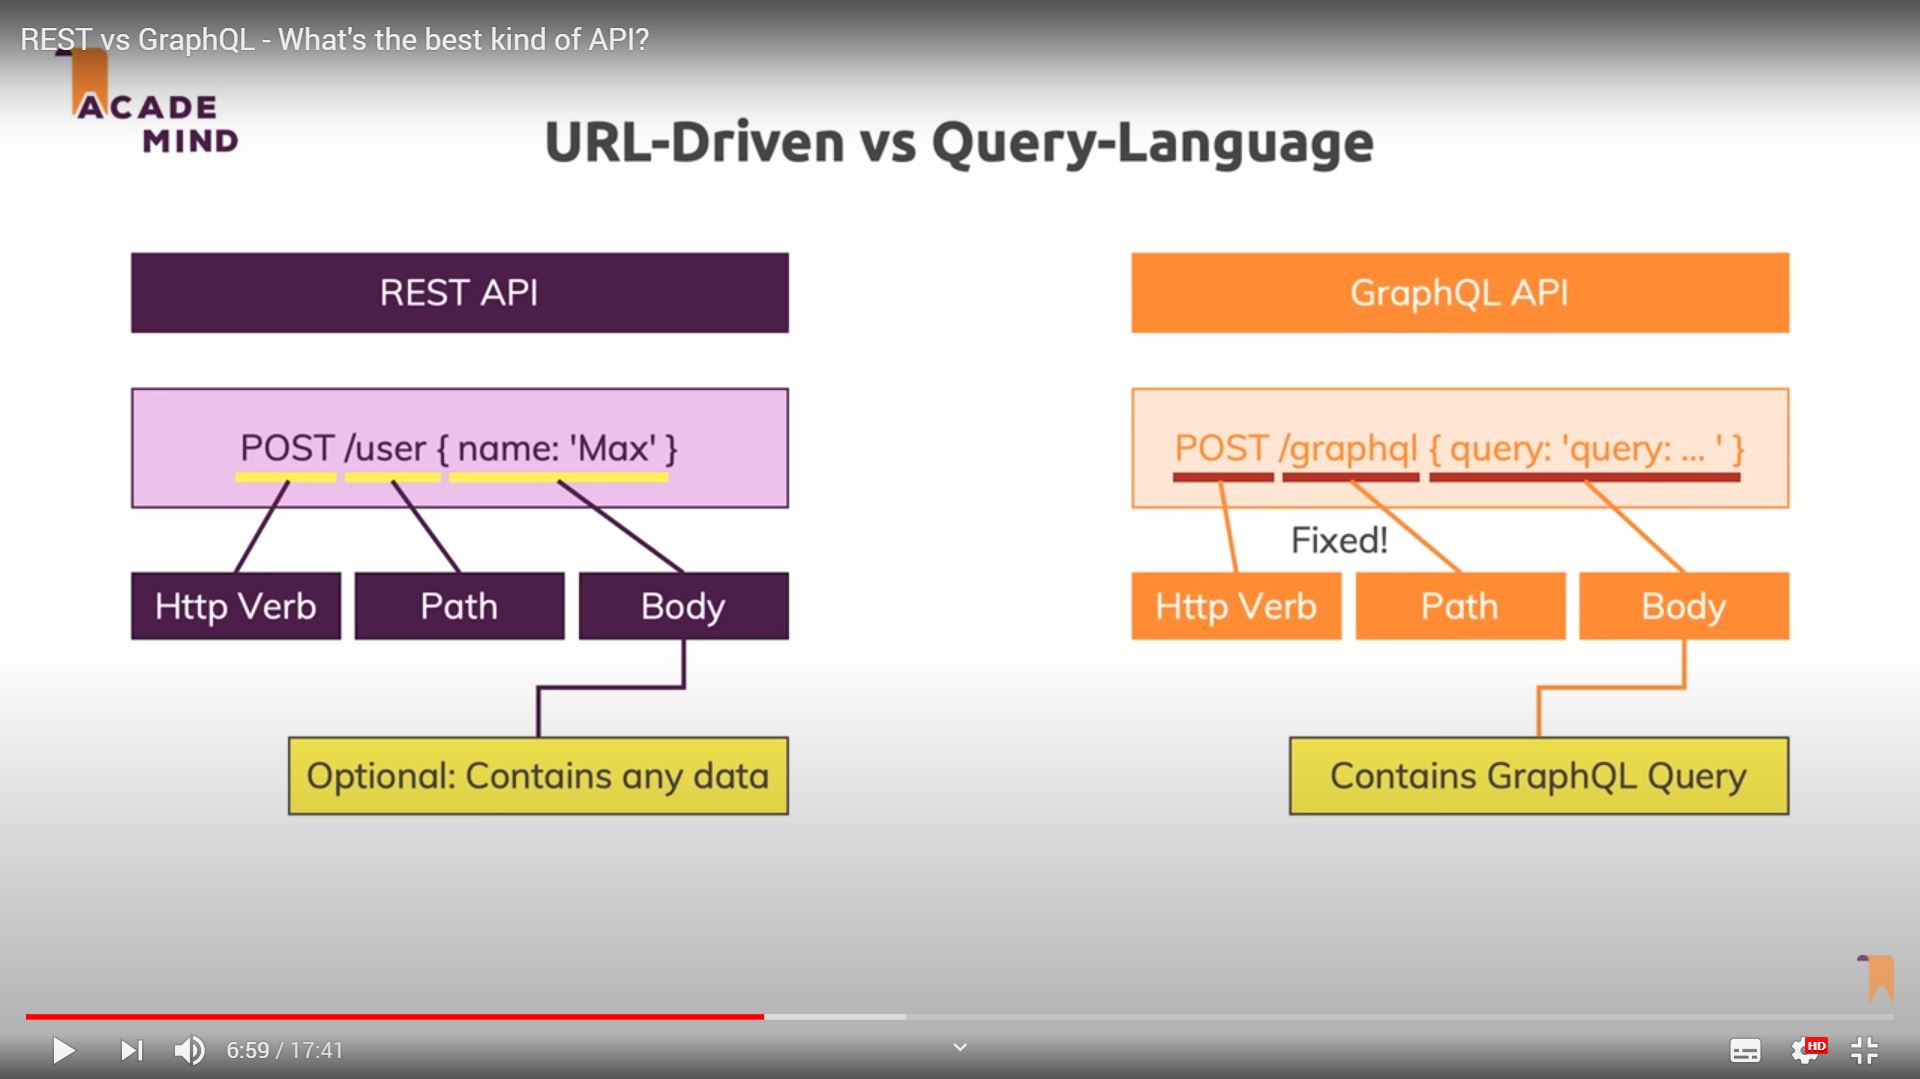 REST vs GraphQL - What's the best kind of API?
ACADE
MIND
URL-Driven vs Query-Language
REST API
POST /user { name: 'Max' }
Http Verb
Path
Body
Optional: Contains any data
GraphQL API
POST /graphql { query: 'query: ... ' }
Fixed!
Http Verb
Path
Body
Contains GraphQL Query
6:59 / 17:41
HD